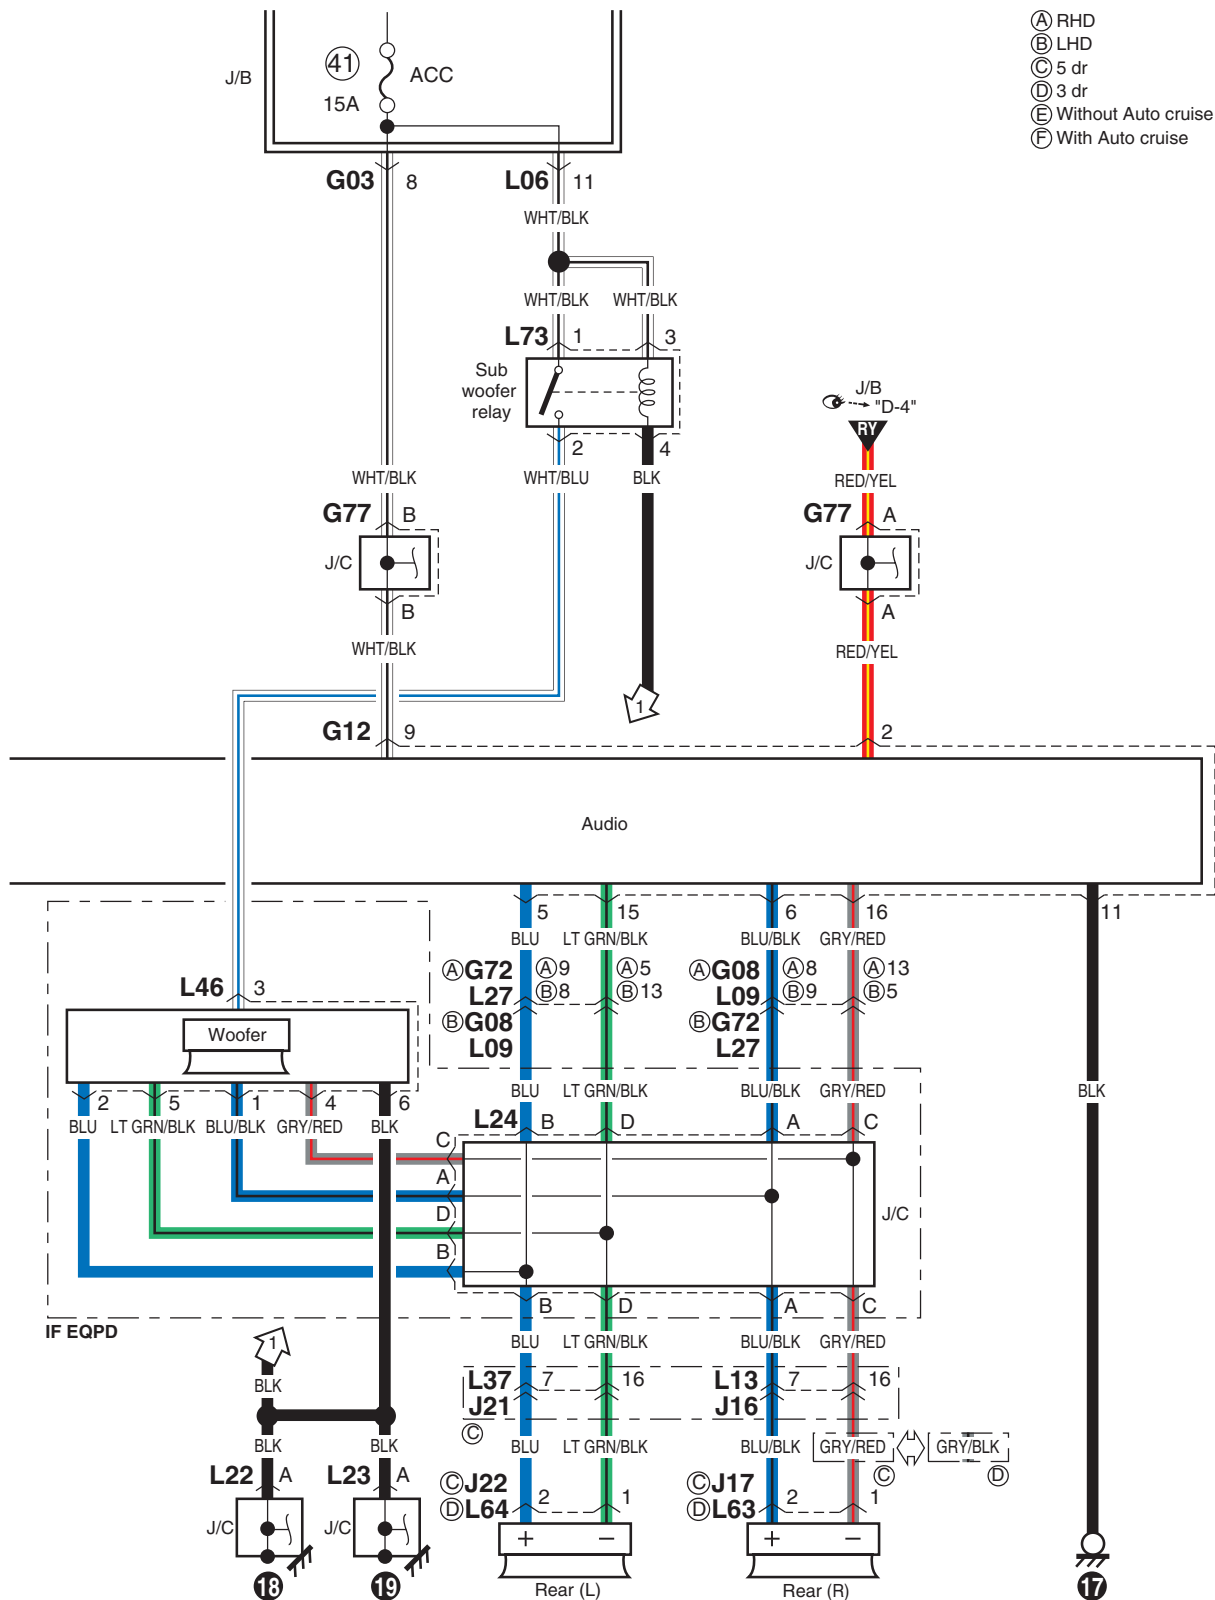 Ⓐ RHD
Ⓑ LHD
Ⓒ 5 dr
Ⓓ 3 dr
Ⓔ Without Auto cruise
Ⓕ With Auto cruise
J/B
41
ACC
15A
G03 8
L06 11
WHT/BLK
WHT/BLK WHT/BLK
L73 1 3
Sub
woofer
relay
J/B
"D-4"
RY
2 4
WHT/BLK WHT/BLU BLK RED/YEL
G77 B
G77 A
J/C
J/C
B
A
WHT/BLK
RED/YEL
1
G12 9 2
Audio
5 15 6 16 11
BLU LT GRN/BLK BLU/BLK GRY/RED
ⒶG72 Ⓐ9 Ⓐ5 ⒶG08 Ⓐ8 Ⓐ13
L27 Ⓑ8 Ⓑ13 L09 Ⓑ9 Ⓑ5
ⒷG08 ⒷG72
L09 L27
L46 3
Woofer
2 5 1 4 6
BLU LT GRN/BLK BLU/BLK GRY/RED BLK
BLU LT GRN/BLK BLU/BLK GRY/RED BLK
L24 B D A C
C
A
D
B
J/C
B D A C
IF EQPD
BLU LT GRN/BLK BLU/BLK GRY/RED
1
BLK
L37 7 16 L13 7 16
J21 J16
Ⓒ
BLK BLK
BLU LT GRN/BLK BLU/BLK GRY/RED GRY/BLK
Ⓒ Ⓓ
L22 A L23 A
ⒸJ22 2 1 ⒸJ17 2 1
ⒹL64 ⒹL63
J/C J/C
+ − + −
18 19 Rear (L) Rear (R) 17